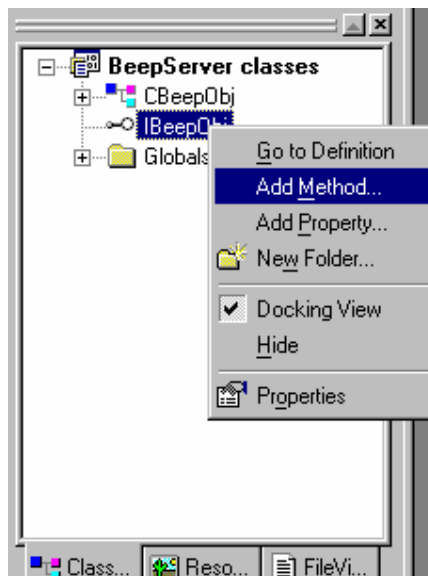 BeepServer classes
CBeepObj
IBeepObj
Globals
Go to Definition
Add Method...
Add Property...
New Folder...
Docking View
Hide
Properties
Class... Reso... FileVi...